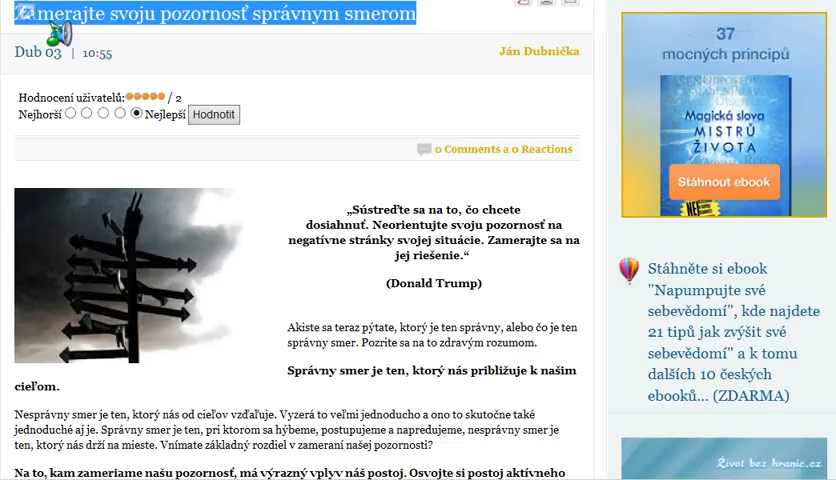 Zamerajte svoju pozornosť správnym smerom
Dub 03 | 10:55
Ján Dubnička
Hodnocení uživatelů: / 2
Nejhorší Nejlepší Hodnotit
0 Comments a 0 Reactions
„Sústreďte sa na to, čo chcete
dosiahnuť. Neorientujte svoju pozornosť na
negatívne stránky svojej situácie. Zamerajte sa na
jej riešenie.“
(Donald Trump)
Akiste sa teraz pýtate, ktorý je ten správny, alebo čo je ten
správny smer. Pozrite sa na to zdravým rozumom.
Správny smer je ten, ktorý nás približuje k našim
cieľom.
Nesprávny smer je ten, ktorý nás od cieľov vzďaľuje. Vyzerá to veľmi jednoducho a ono to skutočne také
jednoduché aj je. Správny smer je ten, pri ktorom sa hýbeme, postupujeme a napredujeme, nesprávny smer je
ten, ktorý nás drží na mieste. Vnímate základný rozdiel v zameraní našej pozornosti?
Na to, kam zameriame našu pozornosť, má výrazný vplyv náš postoj. Osvojte si postoj aktívneho
37
mocných principů
Magická slova
MISTRŮ
ŽIVOTA
Stáhnout ebook
Stáhněte si ebook
"Napumpujte své
sebevědomí", kde najdete
21 tipů jak zvýšit své
sebevědomí" a k tomu
dalších 10 českých
ebooků... (ZDARMA)
Život bez hranic.cz